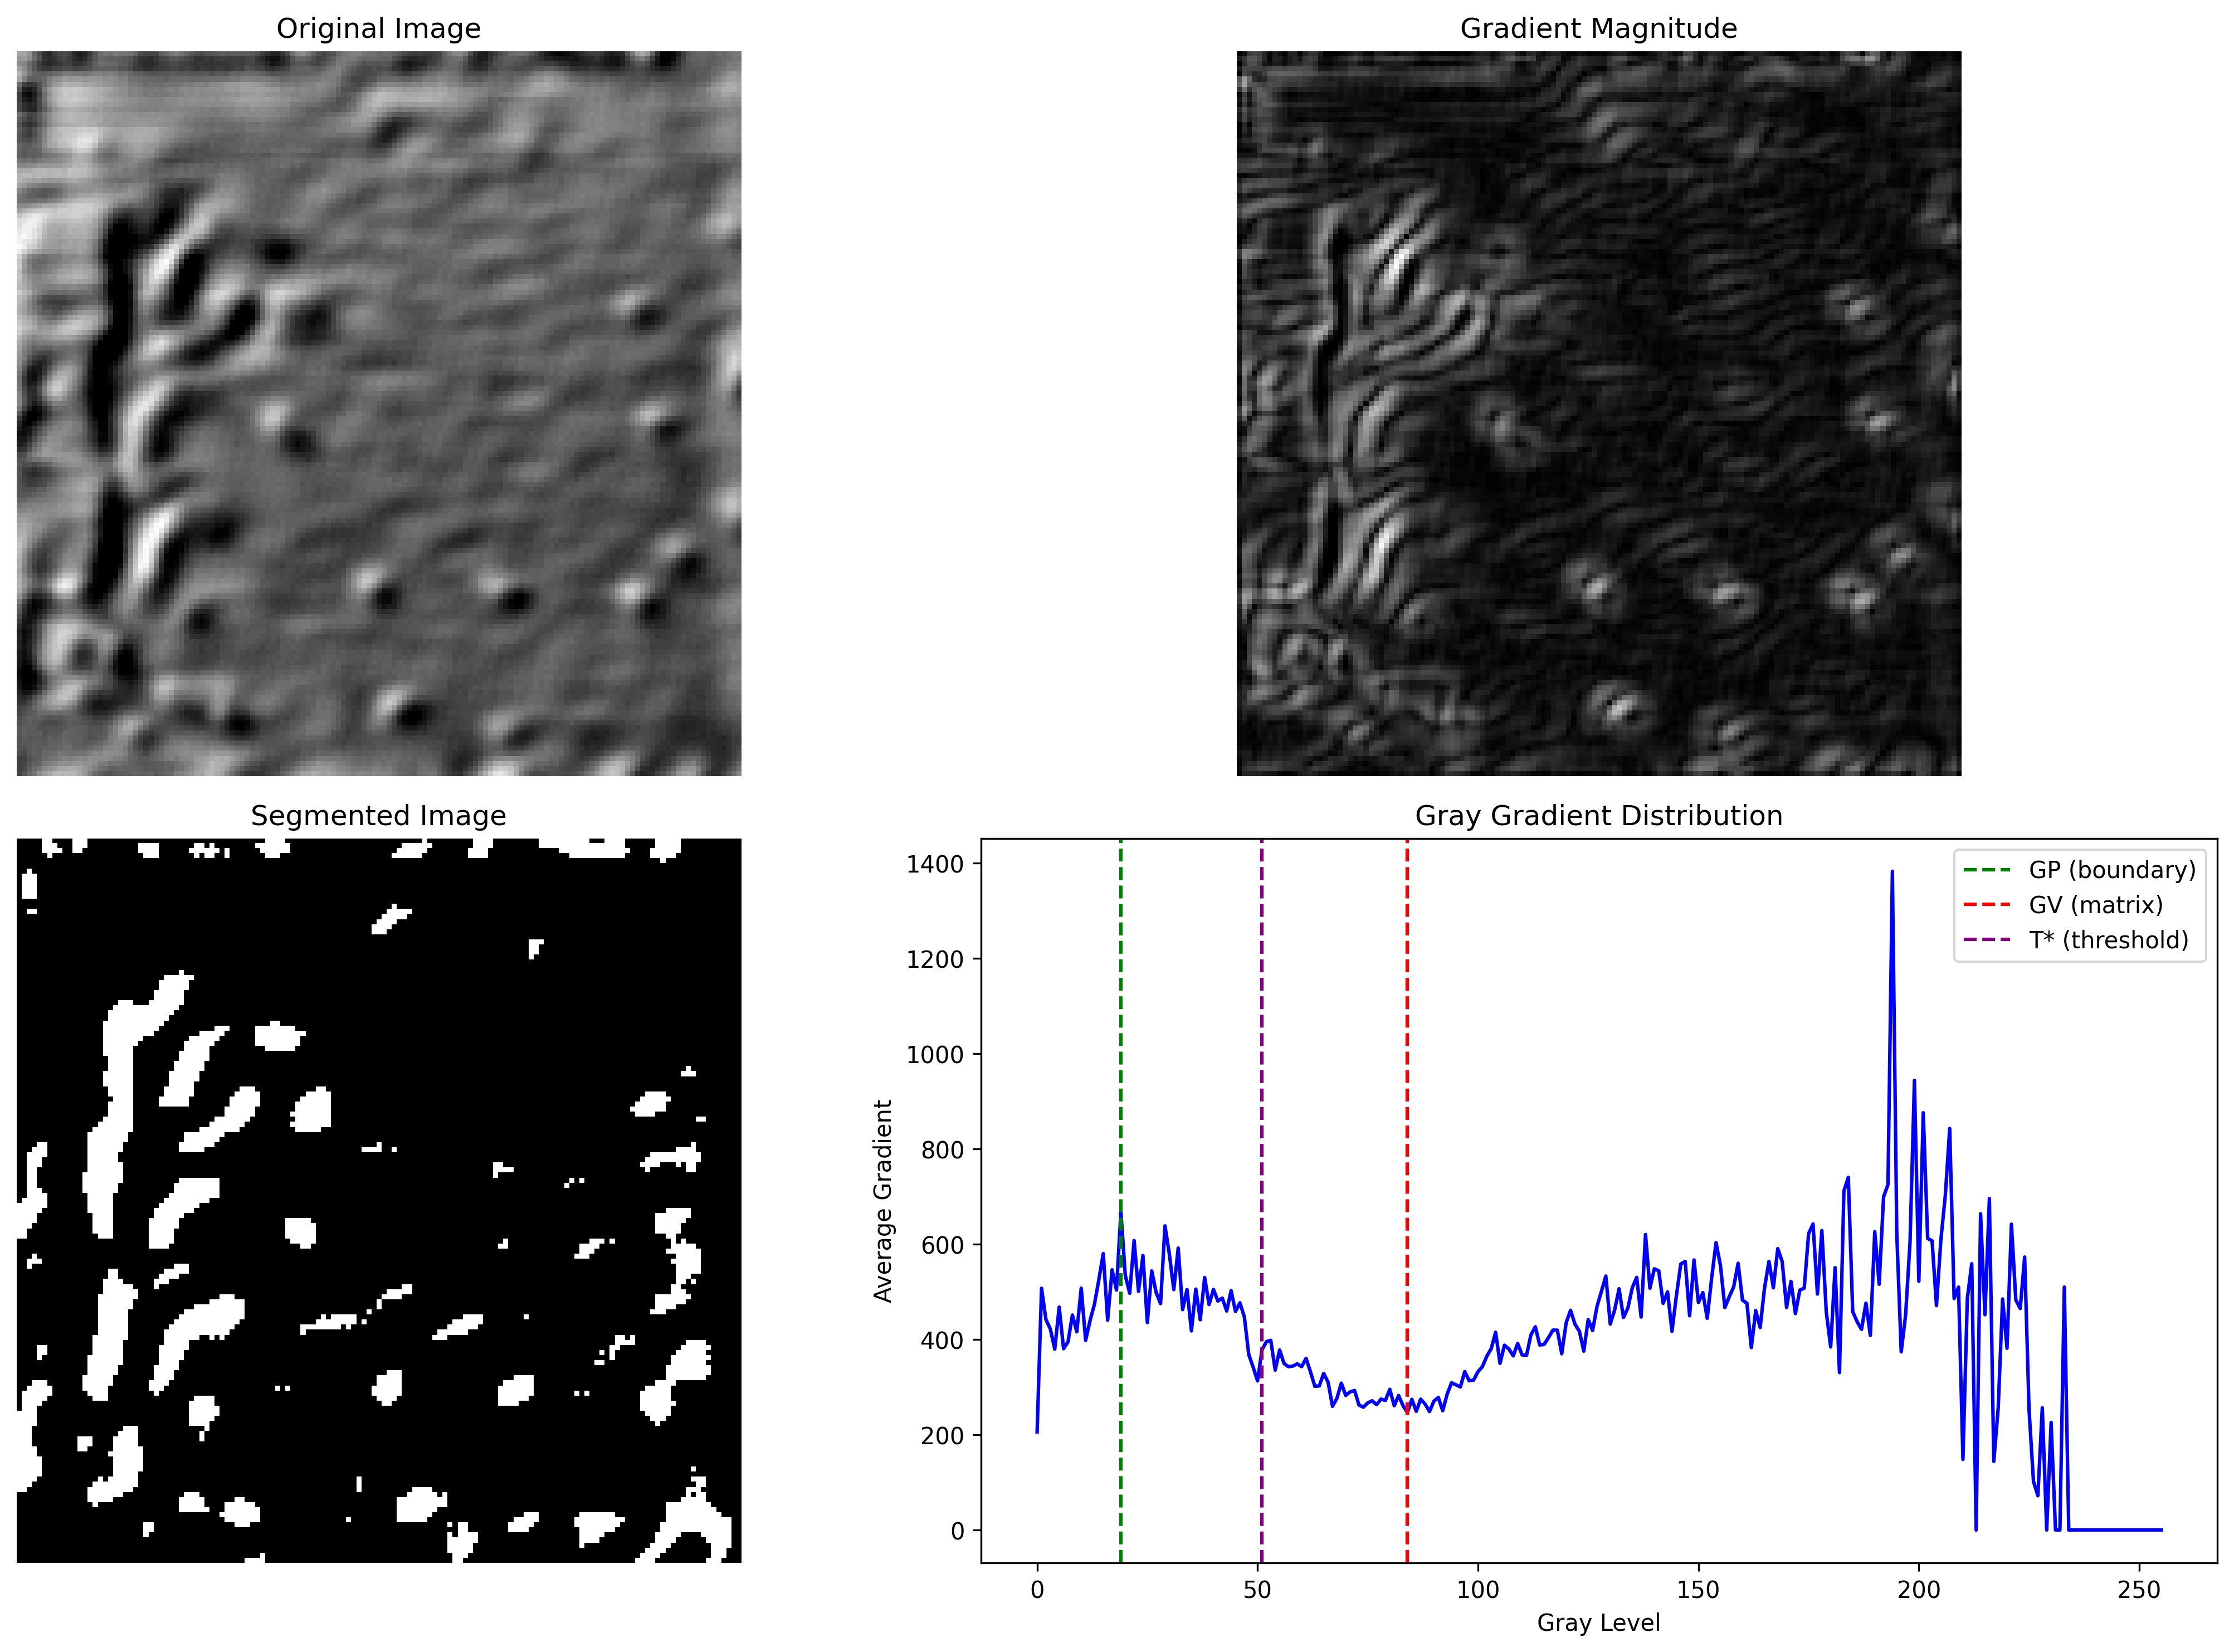 Original Image
Gradient Magnitude
Segmented Image
Gray Gradient Distribution
1400
1200
1000
800
600
400
200
0
Average Gradient
GP (boundary)
GV (matrix)
T* (threshold)
0 50 100 150 200 250
Gray Level